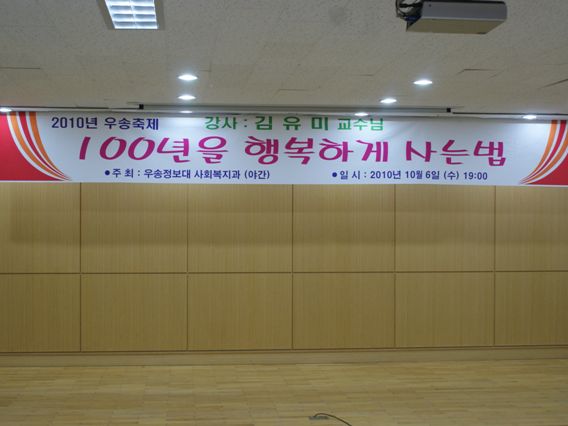 2010년 우송축제 강사 : 김 유 미 교수님
100년을 행복하게 사는법
● 주 최 : 우송정보대 사회복지과 (야간) ● 일 시 : 2010년 10월 6일 (수) 19:00